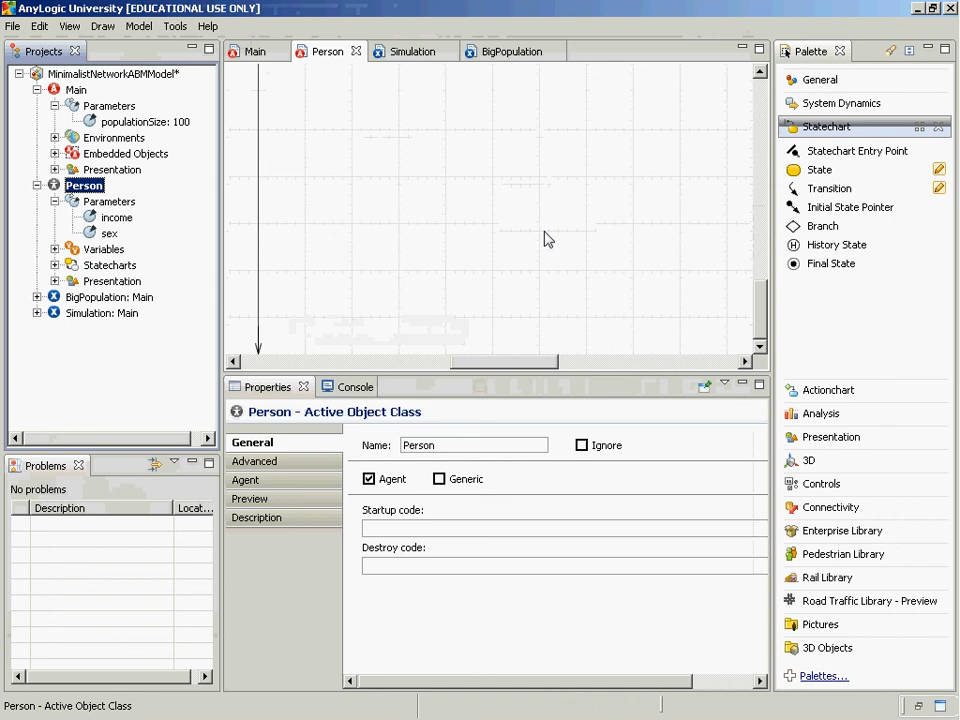 AnyLogic University [EDUCATIONAL USE ONLY]
File Edit View Draw Model Tools Help
Projects
MinimalistNetworkABMModel*
Main
Parameters
populationSize: 100
Environments
Embedded Objects
Presentation
Person
Parameters
income
sex
Variables
Statecharts
Presentation
BigPopulation: Main
Simulation: Main
Problems
No problems
Description Locat...
Main Person Simulation BigPopulation
Properties Console
Person - Active Object Class
General
Advanced
Agent
Preview
Description
Name: Person Ignore
Agent Generic
Startup code:
Destroy code:
Palette
General
System Dynamics
Statechart
Statechart Entry Point
State
Transition
Initial State Pointer
Branch
History State
Final State
Actionchart
Analysis
Presentation
3D
Controls
Connectivity
Enterprise Library
Pedestrian Library
Rail Library
Road Traffic Library - Preview
Pictures
3D Objects
Palettes...
Person - Active Object Class